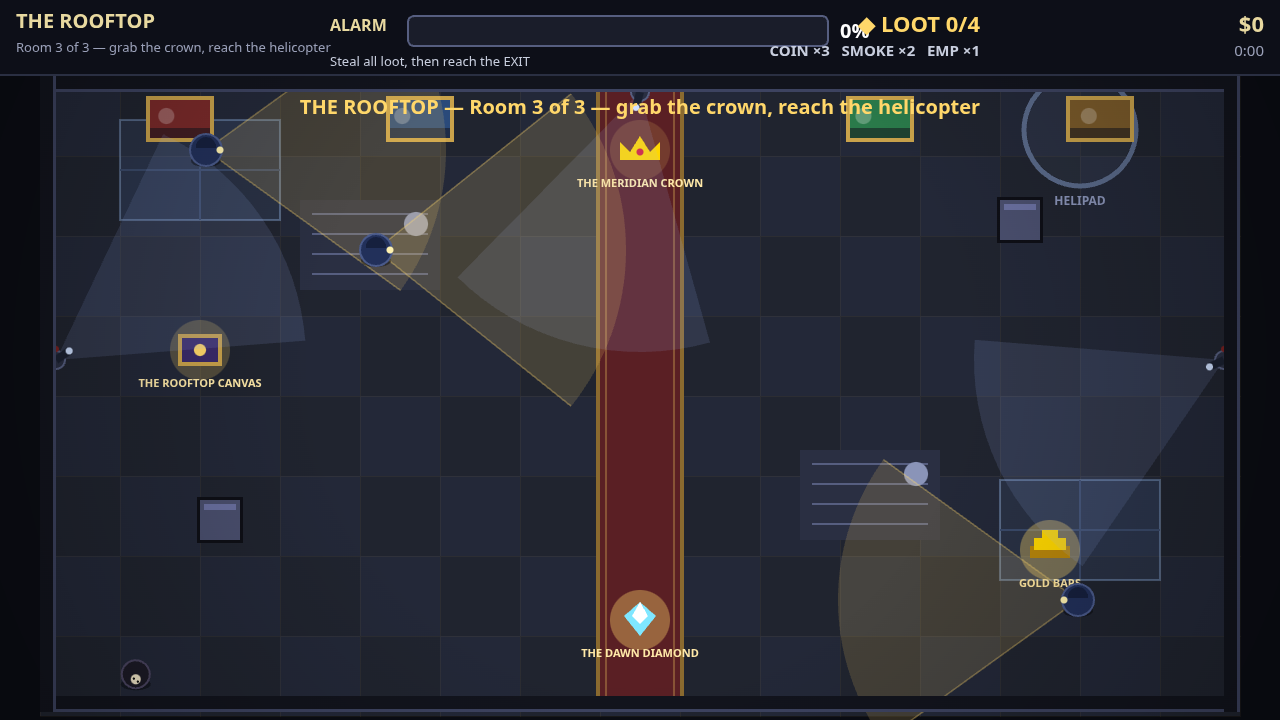 THE ROOFTOP
Room 3 of 3 — grab the crown, reach the helicopter
ALARM
0%
Steal all loot, then reach the EXIT
◆ LOOT 0/4
COIN ×3 SMOKE ×2 EMP ×1
$0
0:00
THE ROOFTOP — Room 3 of 3 — grab the crown, reach the helicopter
THE MERIDIAN CROWN
HELIPAD
THE ROOFTOP CANVAS
GOLD BARS
THE DAWN DIAMOND